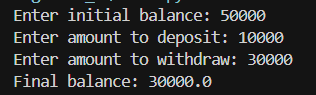 Enter initial balance: 50000
Enter amount to deposit: 10000
Enter amount to withdraw: 30000
Final balance: 30000.0